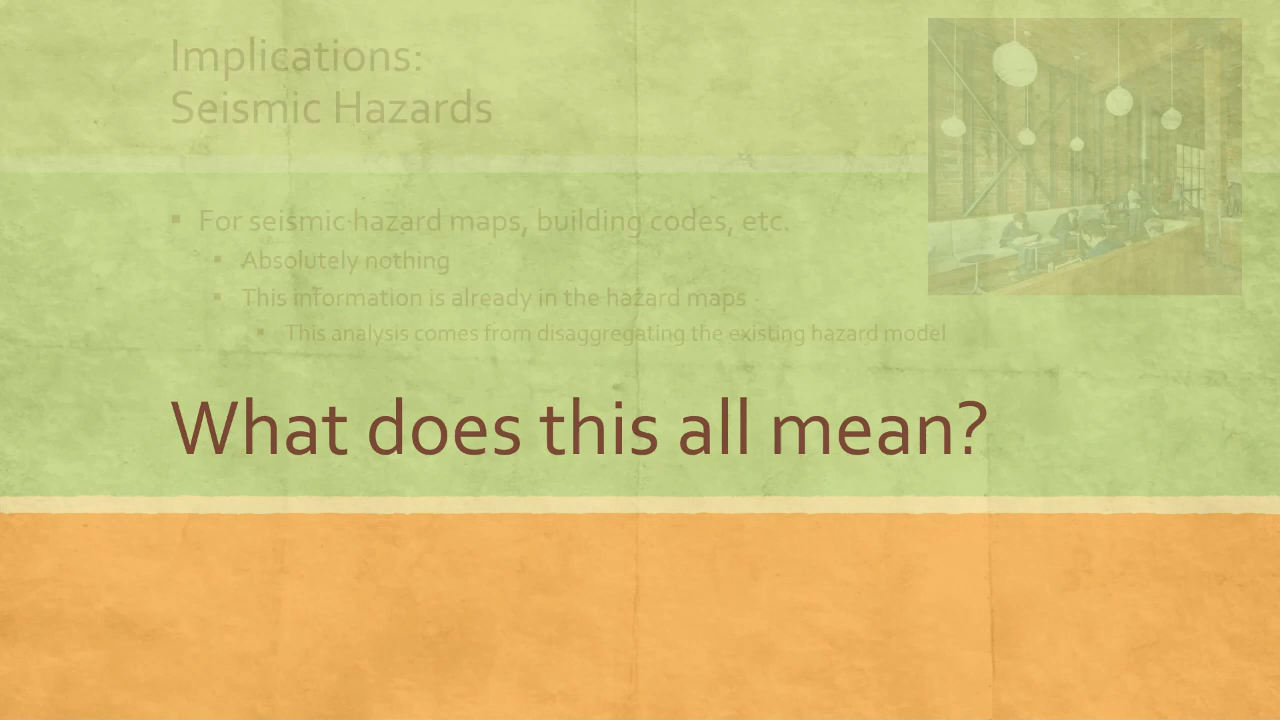 Implications:
Seismic Hazards
▪ For seismic hazard maps, building codes, etc.
▪ Absolutely nothing
▪ This information is already in the hazard maps
▪ This analysis comes from disaggregating the existing hazard model
What does this all mean?